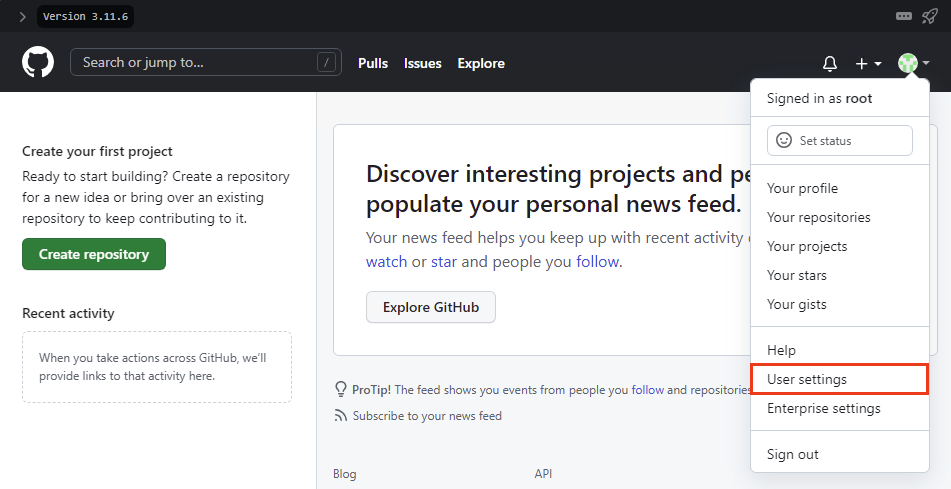 Version 3.11.6
Search or jump to...
/
Pulls
Issues
Explore
Create your first project
Ready to start building? Create a repository
for a new idea or bring over an existing
repository to keep contributing to it.
Create repository
Recent activity
When you take actions across GitHub, we'll
provide links to that activity here.
Discover interesting projects and pe
populate your personal news feed.
Your news feed helps you keep up with recent activity
watch or star and people you follow.
Explore GitHub
ProTip! The feed shows you events from people you follow and repositories
Subscribe to your news feed
Blog
API
Signed in as root
Set status
Your profile
Your repositories
Your projects
Your stars
Your gists
Help
User settings
Enterprise settings
Sign out